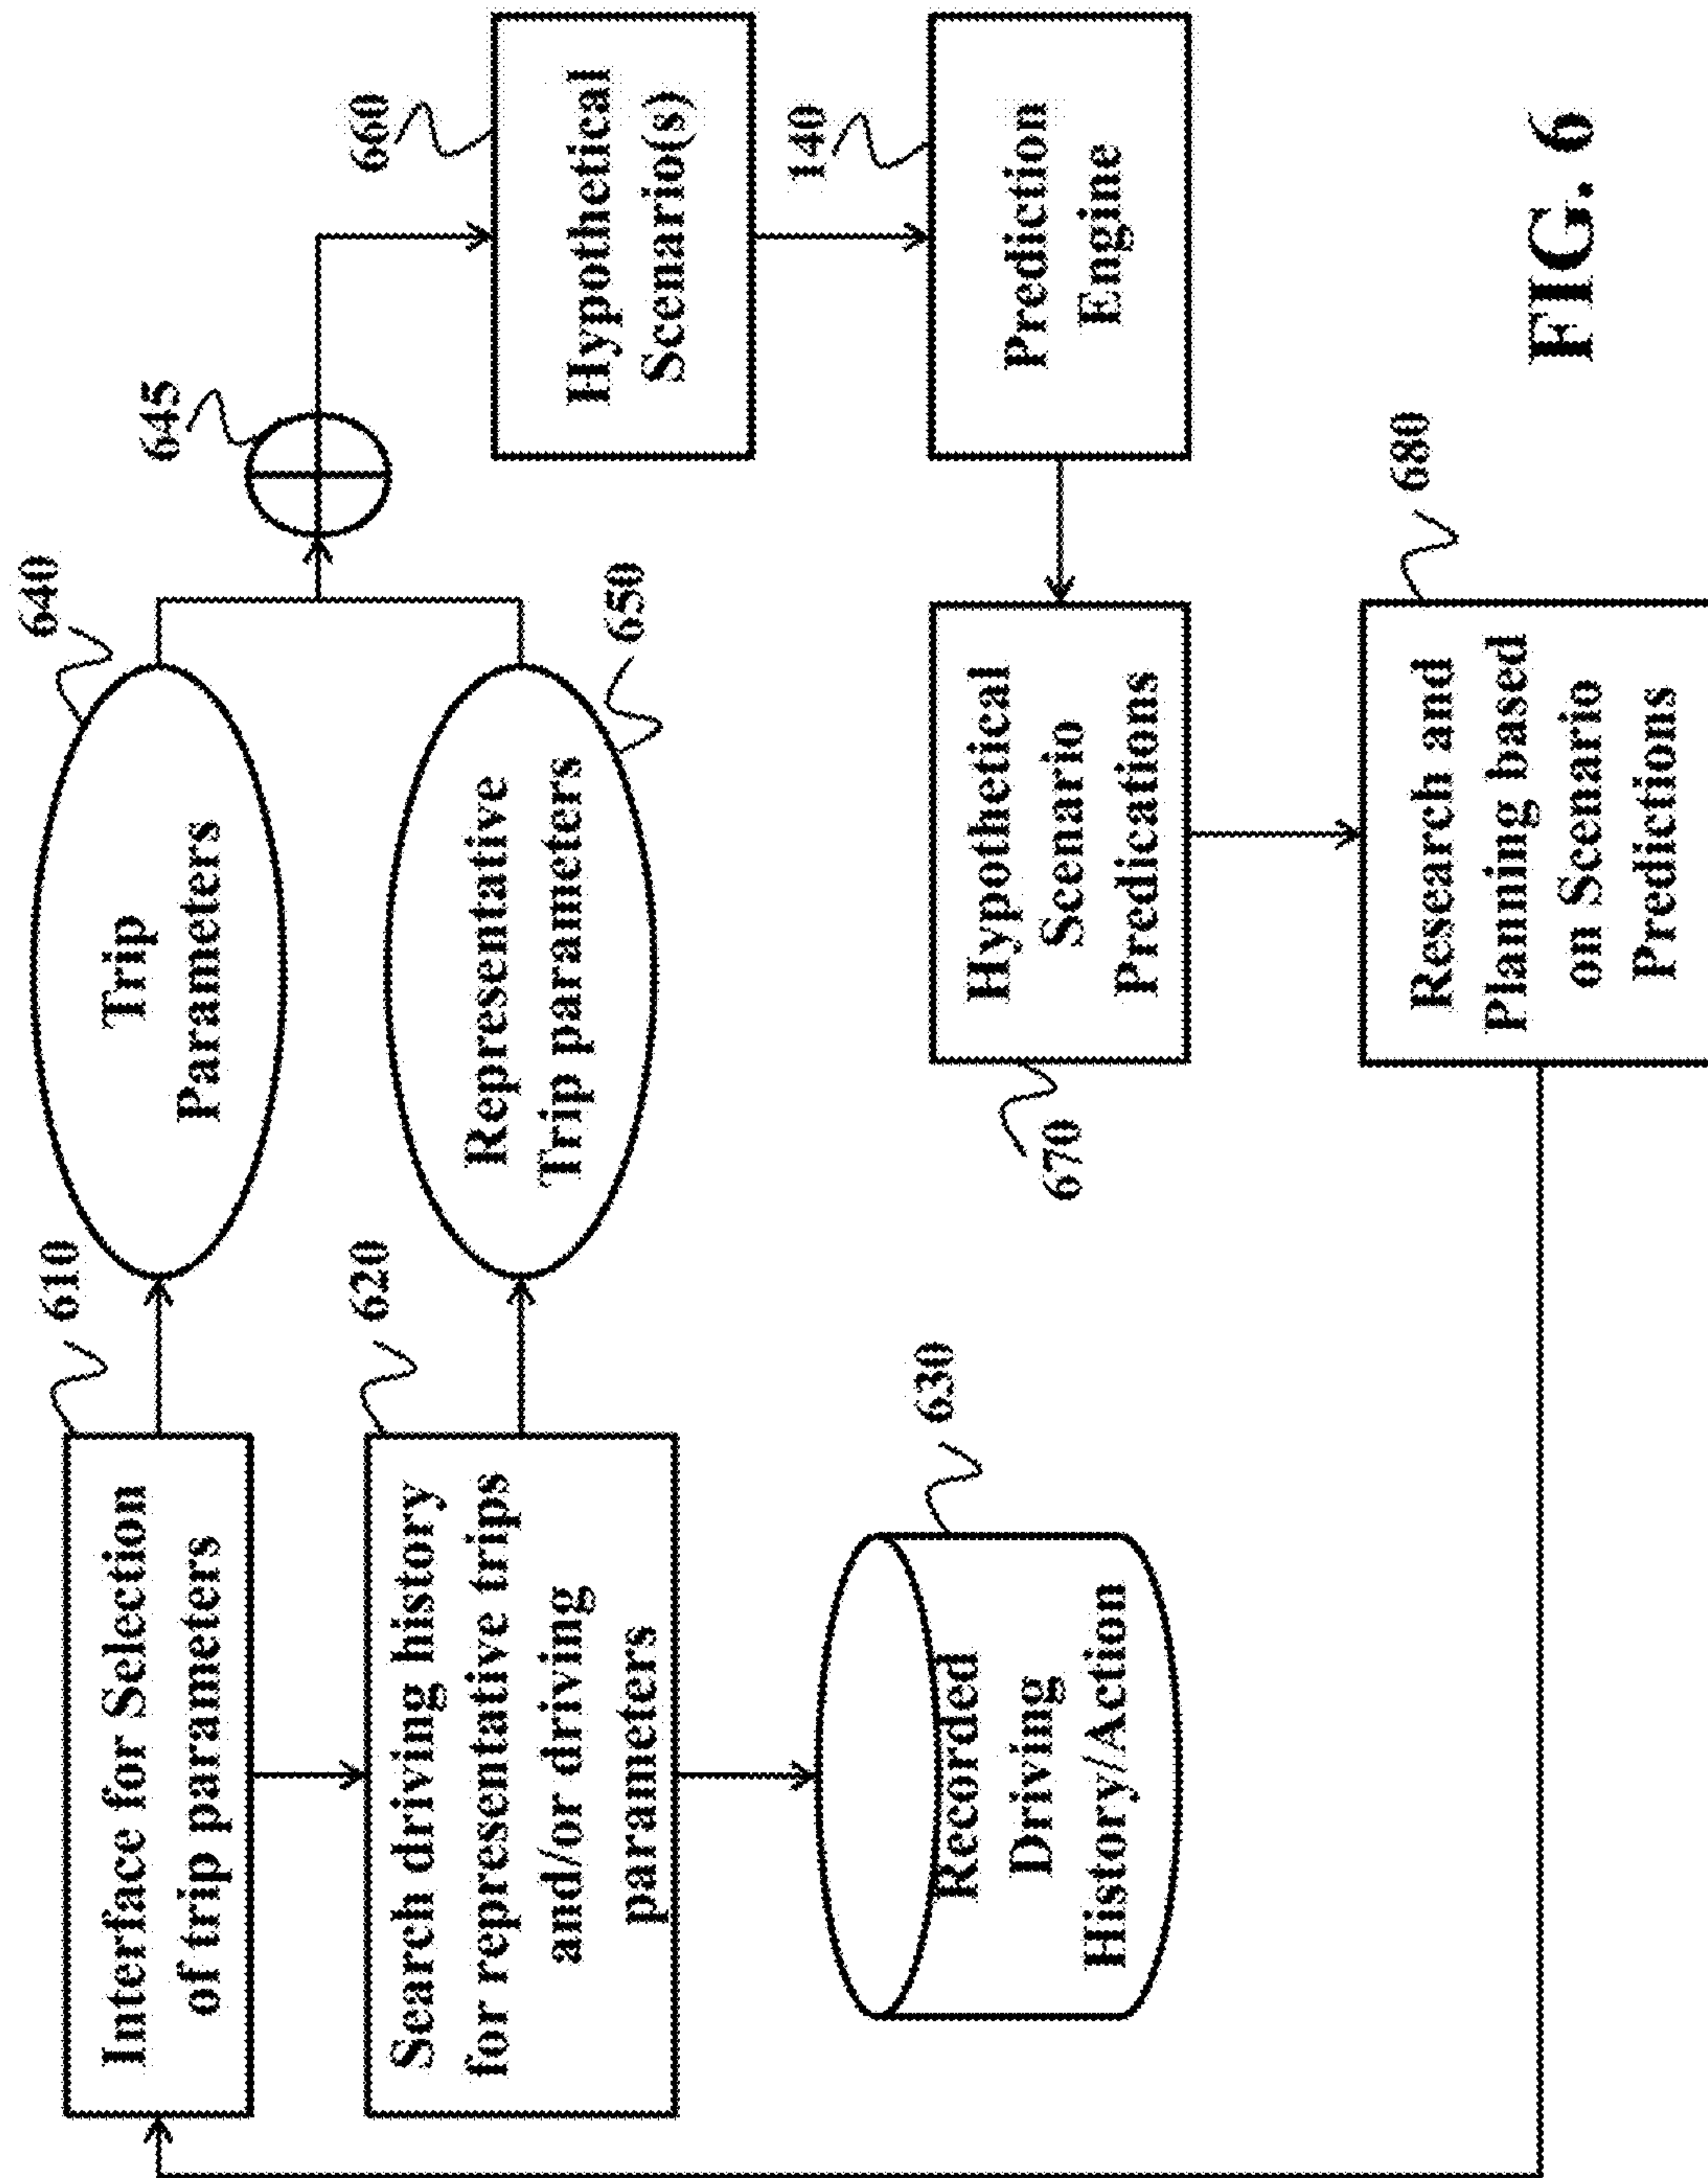 610
Interface for Selection
of trip parameters
640
Trip
Parameters
645
620
Search driving history
for representative trips
and/or driving
parameters
650
Representative
Trip parameters
660
Hypothetical
Scenario(s)
630
Recorded
Driving
History/Action
140
Prediction
Engine
670
Hypothetical
Scenario
Predications
680
Research and
Planning based
on Scenario
Predictions
FIG. 6